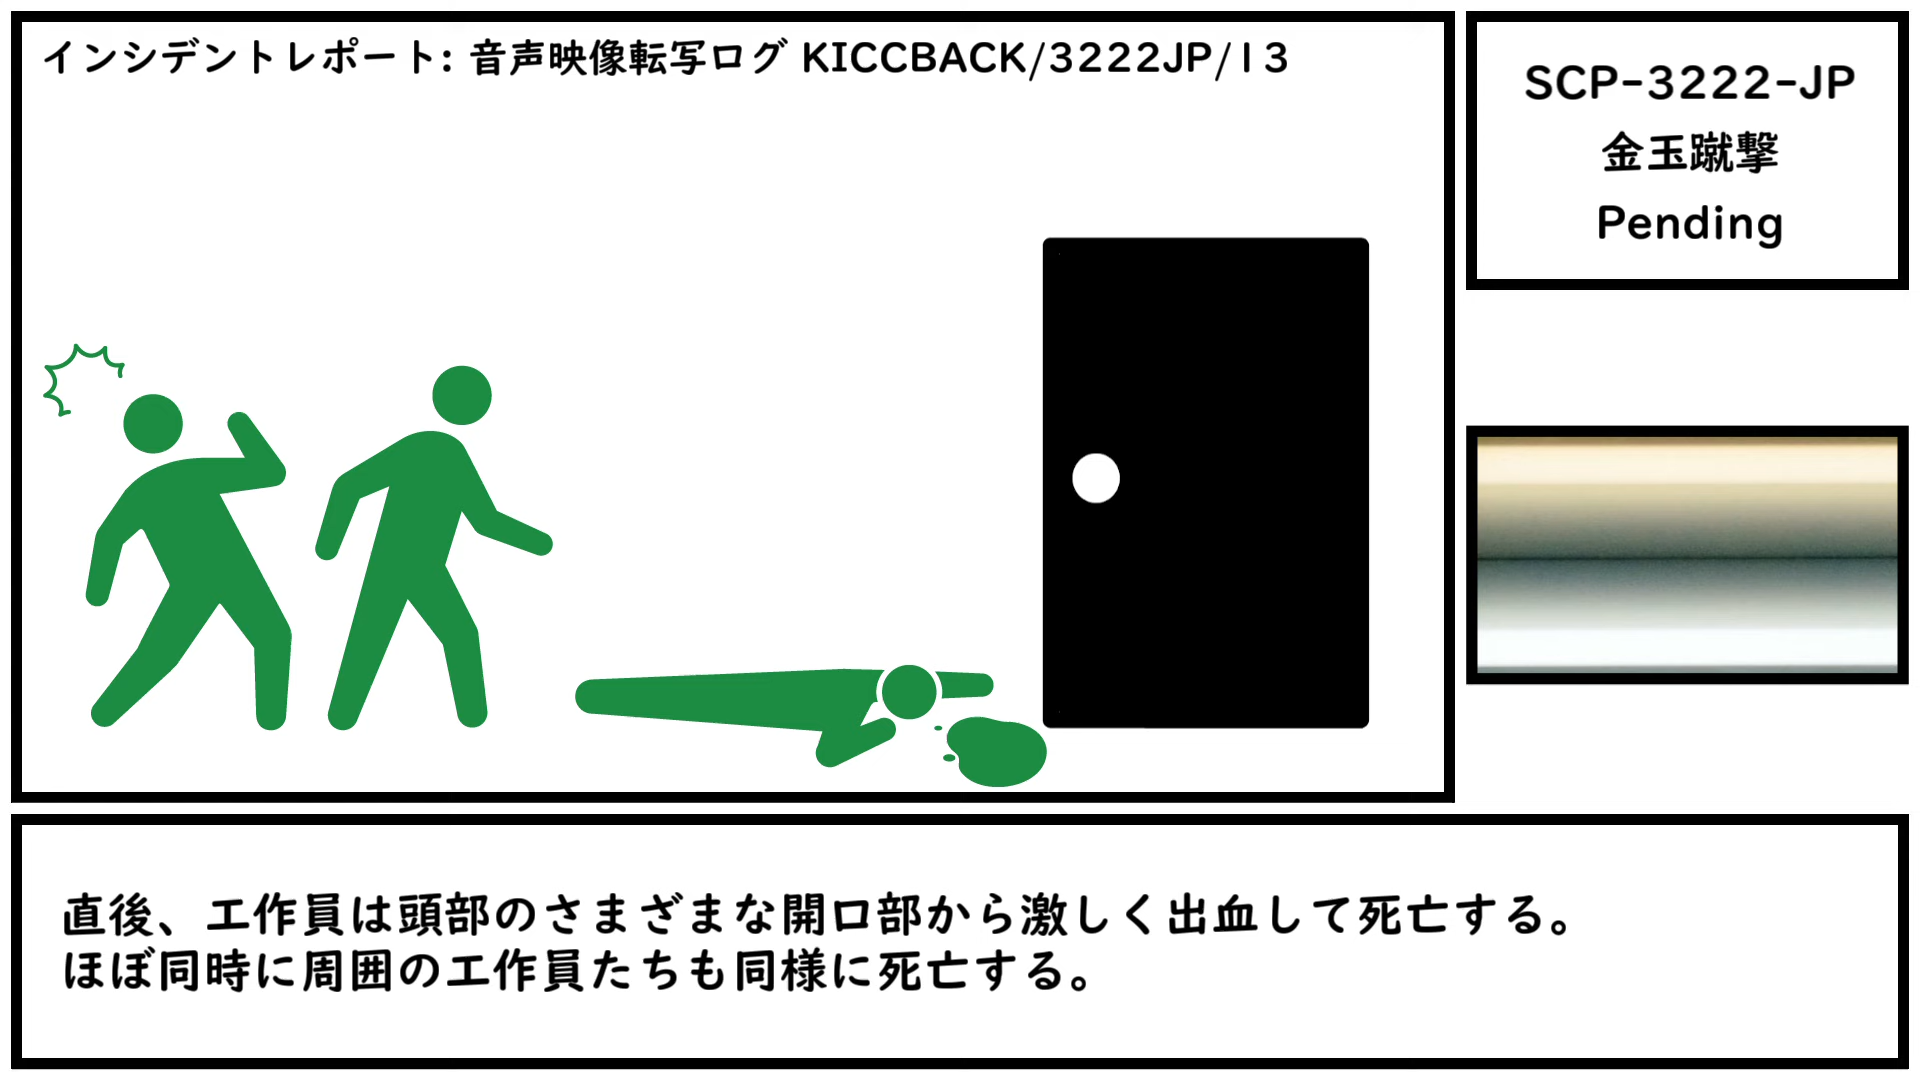 インシデントレポート: 音声映像転写ログ KICCBACK/3222JP/13
SCP-3222-JP
金玉蹴撃
Pending
直後、工作員は頭部のさまざまな開口部から激しく出血して死亡する。
ほぼ同時に周囲の工作員たちも同様に死亡する。